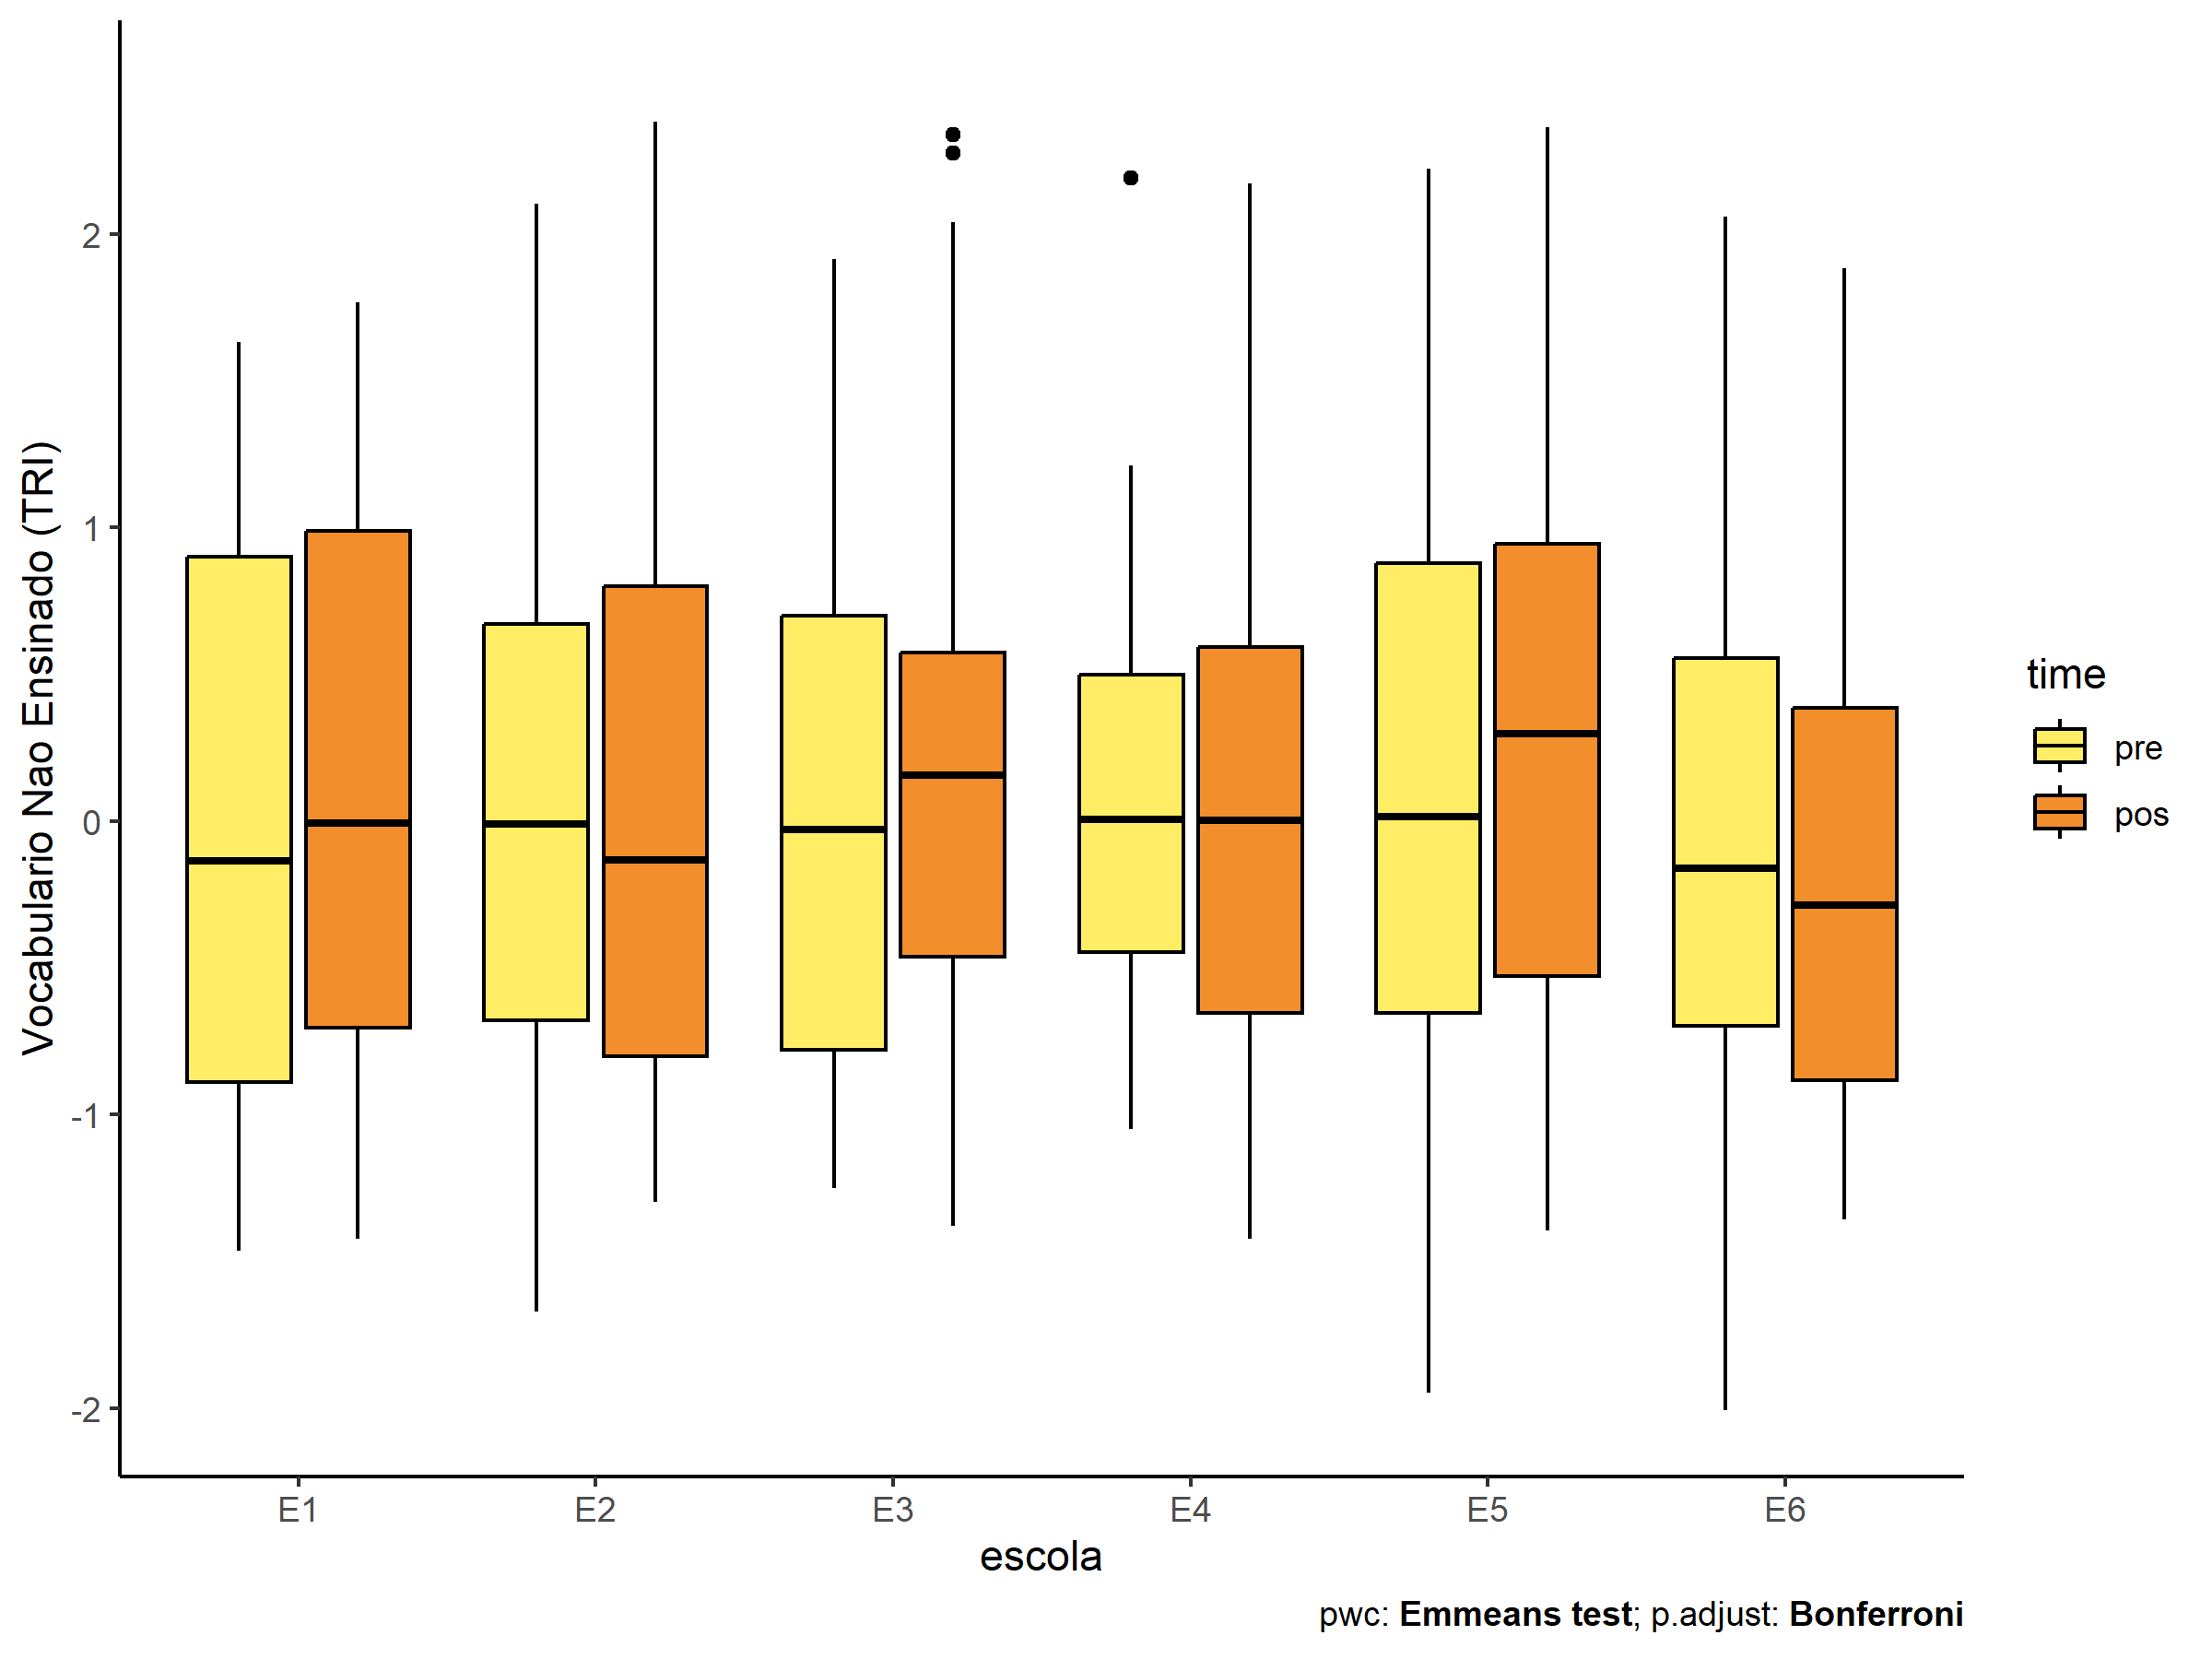 Vocabulario Nao Ensinado (TRI)
2
1
0
-1
-2
E1 E2 E3 E4 E5 E6
escola
time
pre
pos
pwc: Emmeans test; p.adjust: Bonferroni